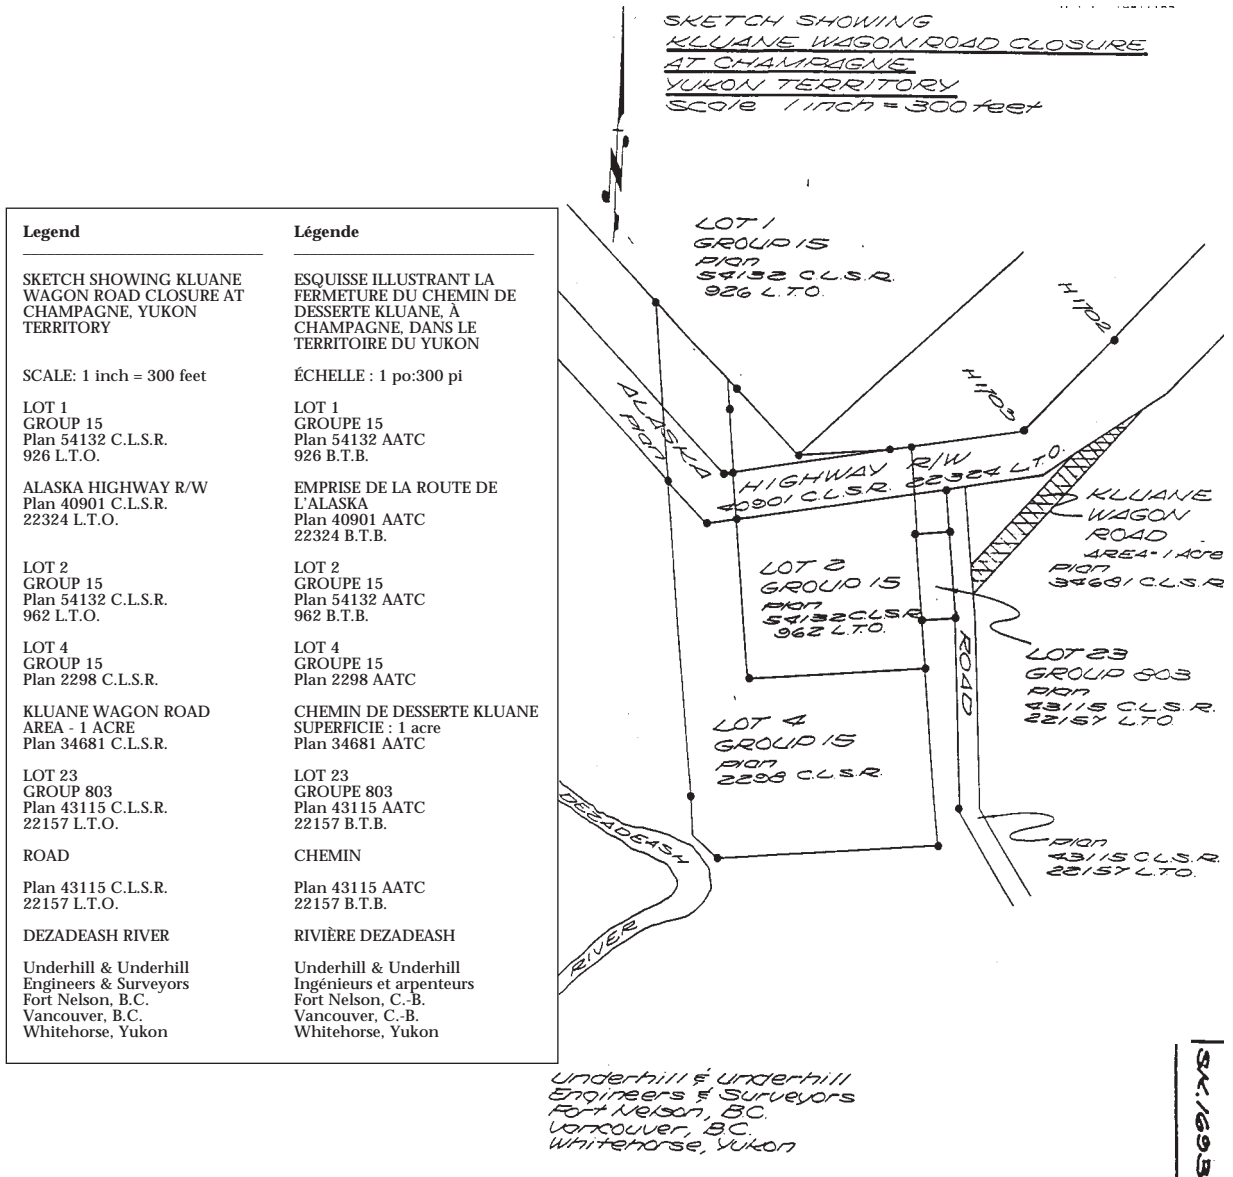 SKETCH SHOWING
KLUANE WAGON ROAD CLOSURE
AT CHAMPAGNE
YUKON TERRITORY
Scale 1 inch = 300 feet
N
Legend
SKETCH SHOWING KLUANE
WAGON ROAD CLOSURE AT
CHAMPAGNE, YUKON
TERRITORY
SCALE: 1 inch = 300 feet
LOT 1
GROUP 15
Plan 54132 C.L.S.R.
926 L.T.O.
ALASKA HIGHWAY R/W
Plan 40901 C.L.S.R.
22324 L.T.O.
LOT 2
GROUP 15
Plan 54132 C.L.S.R.
962 L.T.O.
LOT 4
GROUP 15
Plan 2298 C.L.S.R.
KLUANE WAGON ROAD
AREA - 1 ACRE
Plan 34681 C.L.S.R.
LOT 23
GROUP 803
Plan 43115 C.L.S.R.
22157 L.T.O.
ROAD
Plan 43115 C.L.S.R.
22157 L.T.O.
DEZADEASH RIVER
Underhill & Underhill
Engineers & Surveyors
Fort Nelson, B.C.
Vancouver, B.C.
Whitehorse, Yukon
Légende
ESQUISSE ILLUSTRANT LA
FERMETURE DU CHEMIN DE
DESSERTE KLUANE, À
CHAMPAGNE, DANS LE
TERRITOIRE DU YUKON
ÉCHELLE : 1 po:300 pi
LOT 1
GROUPE 15
Plan 54132 AATC
926 B.T.B.
EMPRISE DE LA ROUTE DE
L'ALASKA
Plan 40901 AATC
22324 B.T.B.
LOT 2
GROUPE 15
Plan 54132 AATC
962 B.T.B.
LOT 4
GROUPE 15
Plan 2298 AATC
CHEMIN DE DESSERTE KLUANE
SUPERFICIE : 1 acre
Plan 34681 AATC
LOT 23
GROUPE 803
Plan 43115 AATC
22157 B.T.B.
CHEMIN
Plan 43115 AATC
22157 B.T.B.
RIVIÈRE DEZADEASH
Underhill & Underhill
Ingénieurs et arpenteurs
Fort Nelson, C.-B.
Vancouver, C.-B.
Whitehorse, Yukon
LOT 1
GROUP 15
Plan
54132 C.L.S.R.
926 L.T.O.
H1702
H1703
ALASKA
Plan
HIGHWAY R/W
40901 C.L.S.R. 22324 L.T.O.
KLUANE
WAGON
ROAD
AREA-1 Acre
Plan
34681 C.L.S.R
LOT 2
GROUP 15
Plan
54132 C.L.S.R
962 L.T.O.
ROAD
LOT 23
GROUP 803
Plan
43115 C.L.S.R.
22157 L.T.O.
LOT 4
GROUP 15
Plan
2298 C.L.S.R.
DEZADEASH
RIVER
Plan
43115 C.L.S.R.
22157 L.T.O.
Underhill & Underhill
Engineers & Surveyors
Fort Nelson, B.C.
Vancouver, B.C.
Whitehorse, Yukon
SK.169B